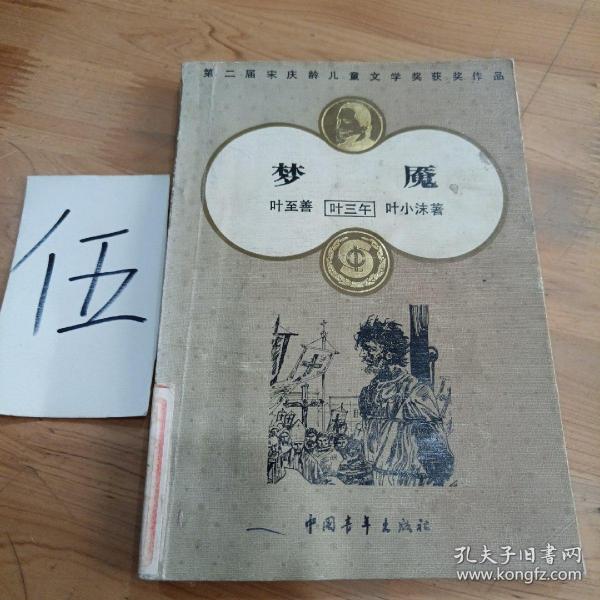 第二届宋庆龄儿童文学奖获奖作品
梦 魇
叶至善 叶三午 叶小沫著
伍
中国青年出版社
孔夫子旧书网
www.kongfz.com